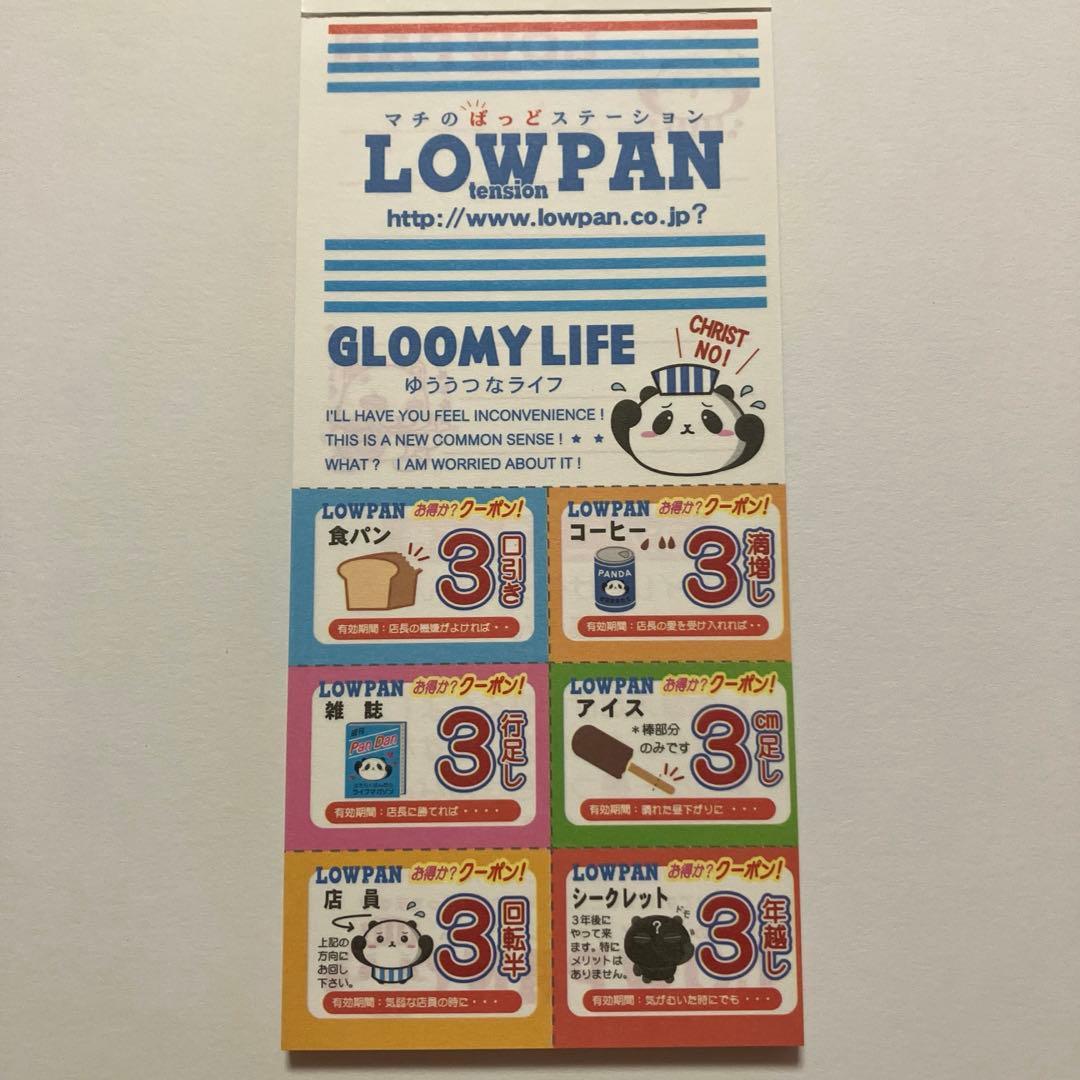 マチのばっどステーション
LOWPAN
tension
http://www.lowpan.co.jp?
GLOOMY LIFE
ゆううつなライフ
CHRIST
NO!
I'LL HAVE YOU FEEL INCONVENIENCE!
THIS IS A NEW COMMON SENSE! ★ ★
WHAT? I AM WORRIED ABOUT IT!
LOWPAN お得か?クーポン!
食パン
3口引き
有効期間:店長の機嫌がよければ・・
LOWPAN お得か?クーポン!
コーヒー
PANDA
3滴増し
有効期間:店長の愛を受け入れれば・・
LOWPAN お得か?クーポン!
雑誌
Pan Dan
ライフマガジン
3行足し
有効期間:店長に勝てれば・・・・
LOWPAN お得か?クーポン!
アイス
*棒部分
のみです
3cm足し
有効期間:晴れた昼下がりに・・・
LOWPAN お得か?クーポン!
店員
上記の
方向に
お回し
下さい。
3回転半
有効期間:気弱な店員の時に・・・
LOWPAN お得か?クーポン!
シークレット
3年後に
やって来
ます。特に
メリットは
ありません。
ドモ
?
3年越し
有効期間:気がむいた時にでも・・・